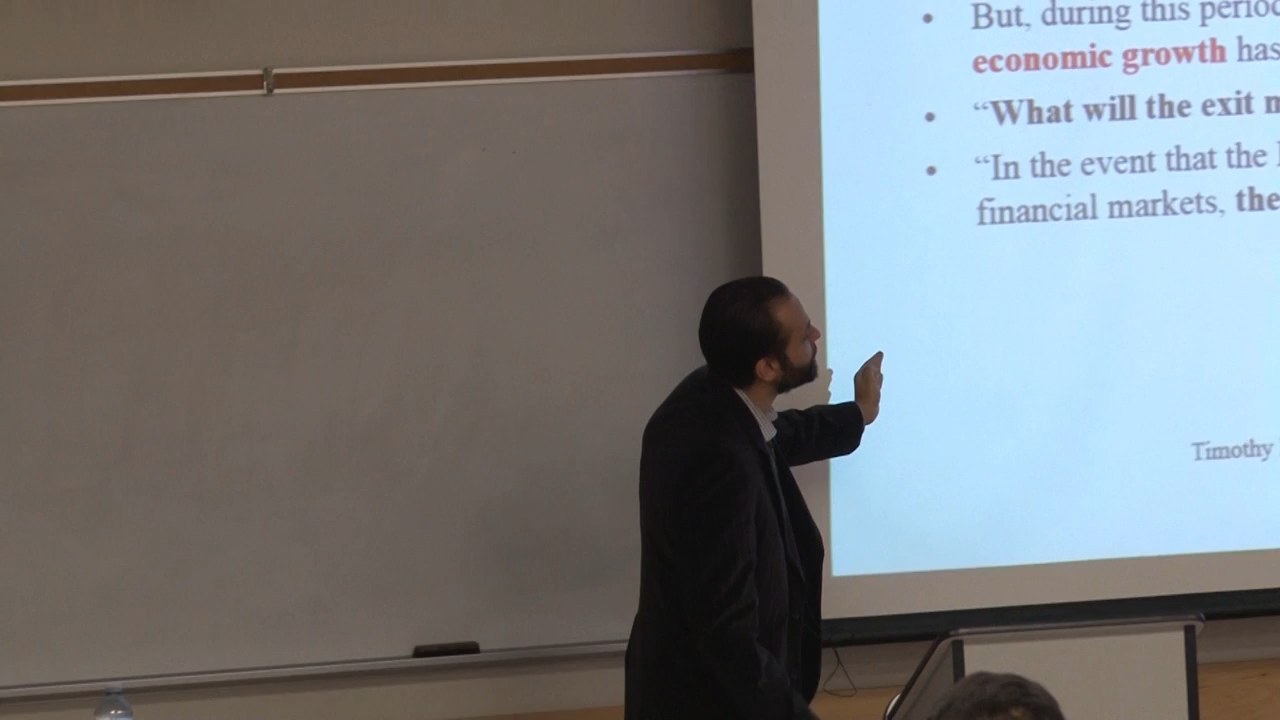 • But, during this period
economic growth has
• “What will the exit
• “In the event that the
financial markets, the
Timothy